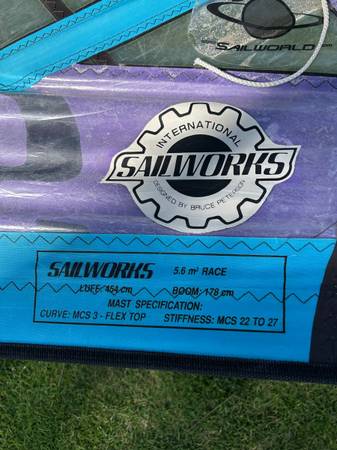 SAILWORLD.com
INTERNATIONAL
SAILWORKS
DESIGNED BY BRUCE PETERSON
SAILWORKS 5.6 m² RACE
LUFF: 454 cm BOOM: 178 cm
MAST SPECIFICATION:
CURVE: MCS 3 - FLEX TOP STIFFNESS: MCS 22 TO 27